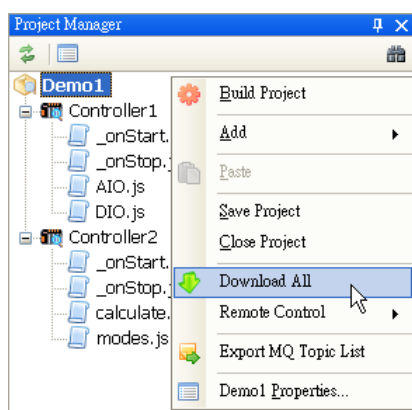 Project Manager
Demo1
Controller1
_onStart.
_onStop.
AIO.js
DIO.js
Controller2
_onStart.
_onStop.
calculate.
modes.js
Build Project
Add
Paste
Save Project
Close Project
Download All
Remote Control
Export MQ Topic List
Demo1 Properties...